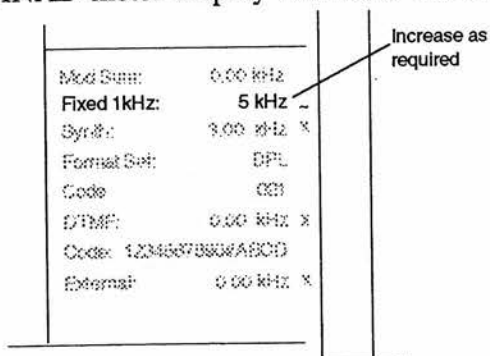 meter
Increase as
required
Mod Sum: 0.00 kHz
Fixed 1kHz: 5 kHz ~
Synth: 3.00 kHz X
Format Sel: DPL
Code 001
DTMF: 0.00 kHz X
Code:
External: 0.00 kHz X